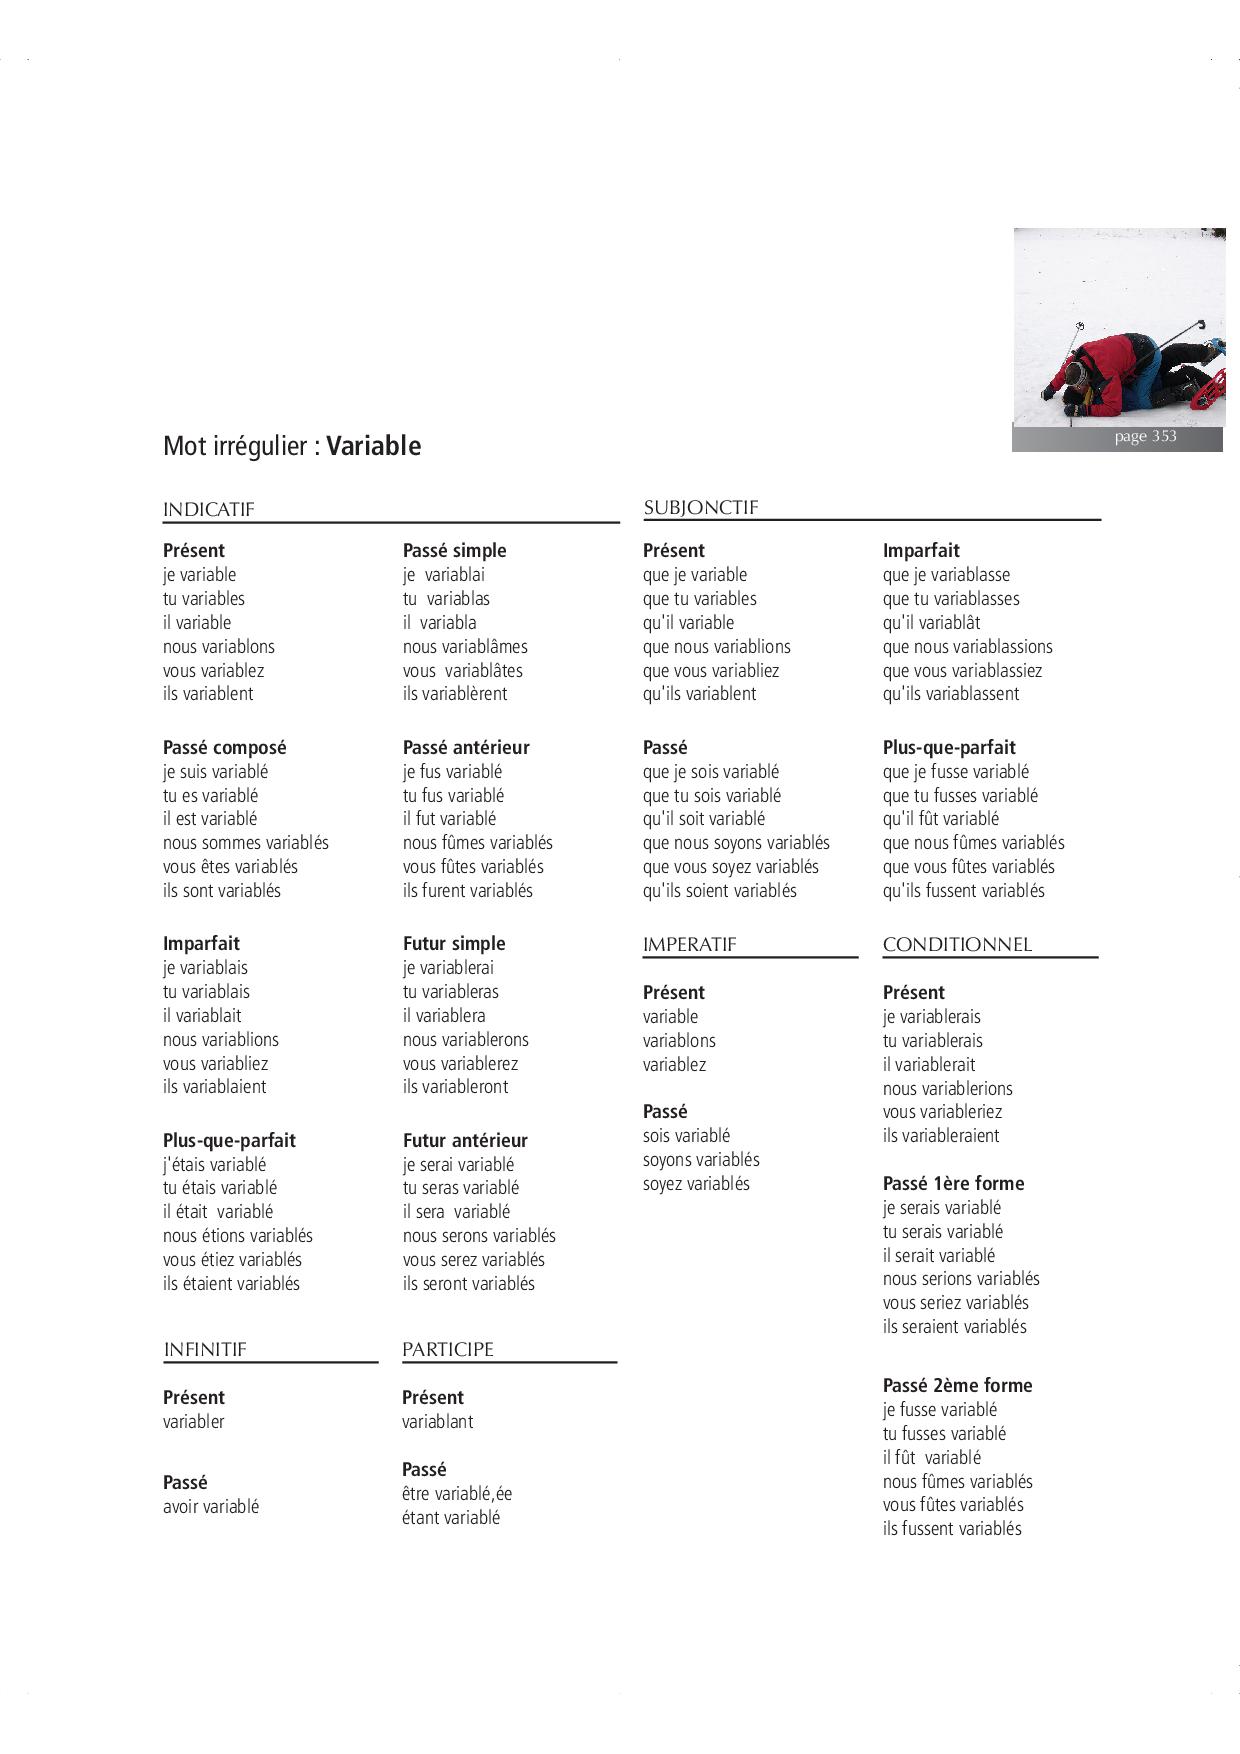 page 353
Mot irrégulier : Variable
INDICATIF
Présent
je variable
tu variables
il variable
nous variablons
vous variablez
ils variablent
Passé composé
je suis variablé
tu es variablé
il est variablé
nous sommes variablés
vous êtes variablés
ils sont variablés
Imparfait
je variablais
tu variablais
il variablait
nous variablions
vous variabliez
ils variablaient
Plus-que-parfait
j'étais variablé
tu étais variablé
il était variablé
nous étions variablés
vous étiez variablés
ils étaient variablés
Passé simple
je variablai
tu variablas
il variabla
nous variablâmes
vous variablâtes
ils variablèrent
Passé antérieur
je fus variablé
tu fus variablé
il fut variablé
nous fûmes variablés
vous fûtes variablés
ils furent variablés
Futur simple
je variablerai
tu variableras
il variablera
nous variablerons
vous variablerez
ils variableront
Futur antérieur
je serai variablé
tu seras variablé
il sera variablé
nous serons variablés
vous serez variablés
ils seront variablés
INFINITIF
Présent
variabler
Passé
avoir variablé
PARTICIPE
Présent
variablant
Passé
être variablé,ée
étant variablé
SUBJONCTIF
Présent
que je variable
que tu variables
qu'il variable
que nous variablions
que vous variabliez
qu'ils variablent
Passé
que je sois variablé
que tu sois variablé
qu'il soit variablé
que nous soyons variablés
que vous soyez variablés
qu'ils soient variablés
Imparfait
que je variablasse
que tu variablasses
qu'il variablât
que nous variablassions
que vous variablassiez
qu'ils variablassent
Plus-que-parfait
que je fusse variablé
que tu fusses variablé
qu'il fût variablé
que nous fûmes variablés
que vous fûtes variablés
qu'ils fussent variablés
IMPERATIF
Présent
variable
variablons
variablez
Passé
sois variablé
soyons variablés
soyez variablés
CONDITIONNEL
Présent
je variablerais
tu variablerais
il variablerait
nous variablerions
vous variableriez
ils variableraient
Passé 1ère forme
je serais variablé
tu serais variablé
il serait variablé
nous serions variablés
vous seriez variablés
ils seraient variablés
Passé 2ème forme
je fusse variablé
tu fusses variablé
il fût variablé
nous fûmes variablés
vous fûtes variablés
ils fussent variablés